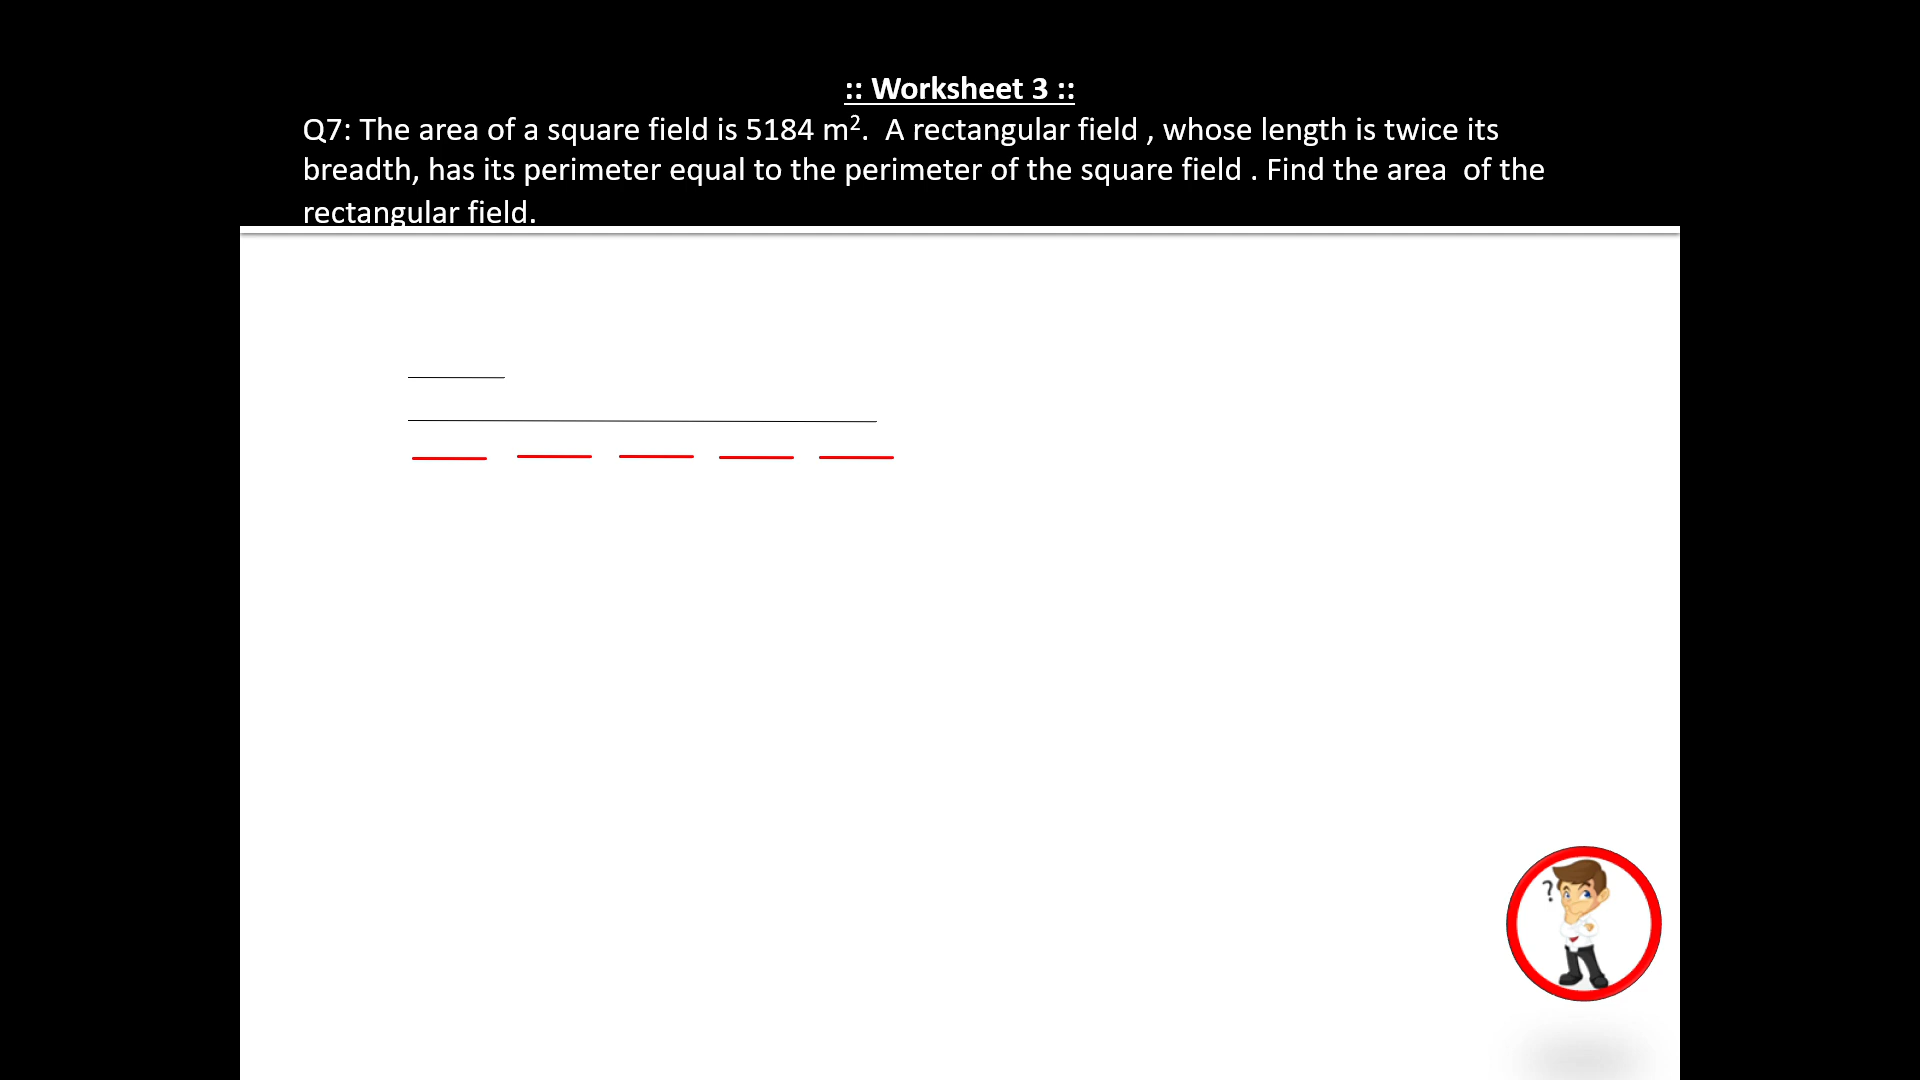 :: Worksheet 3 ::
Q7: The area of a square field is 5184 m².  A rectangular field , whose length is twice its
breadth, has its perimeter equal to the perimeter of the square field . Find the area  of the
rectangular field.
?